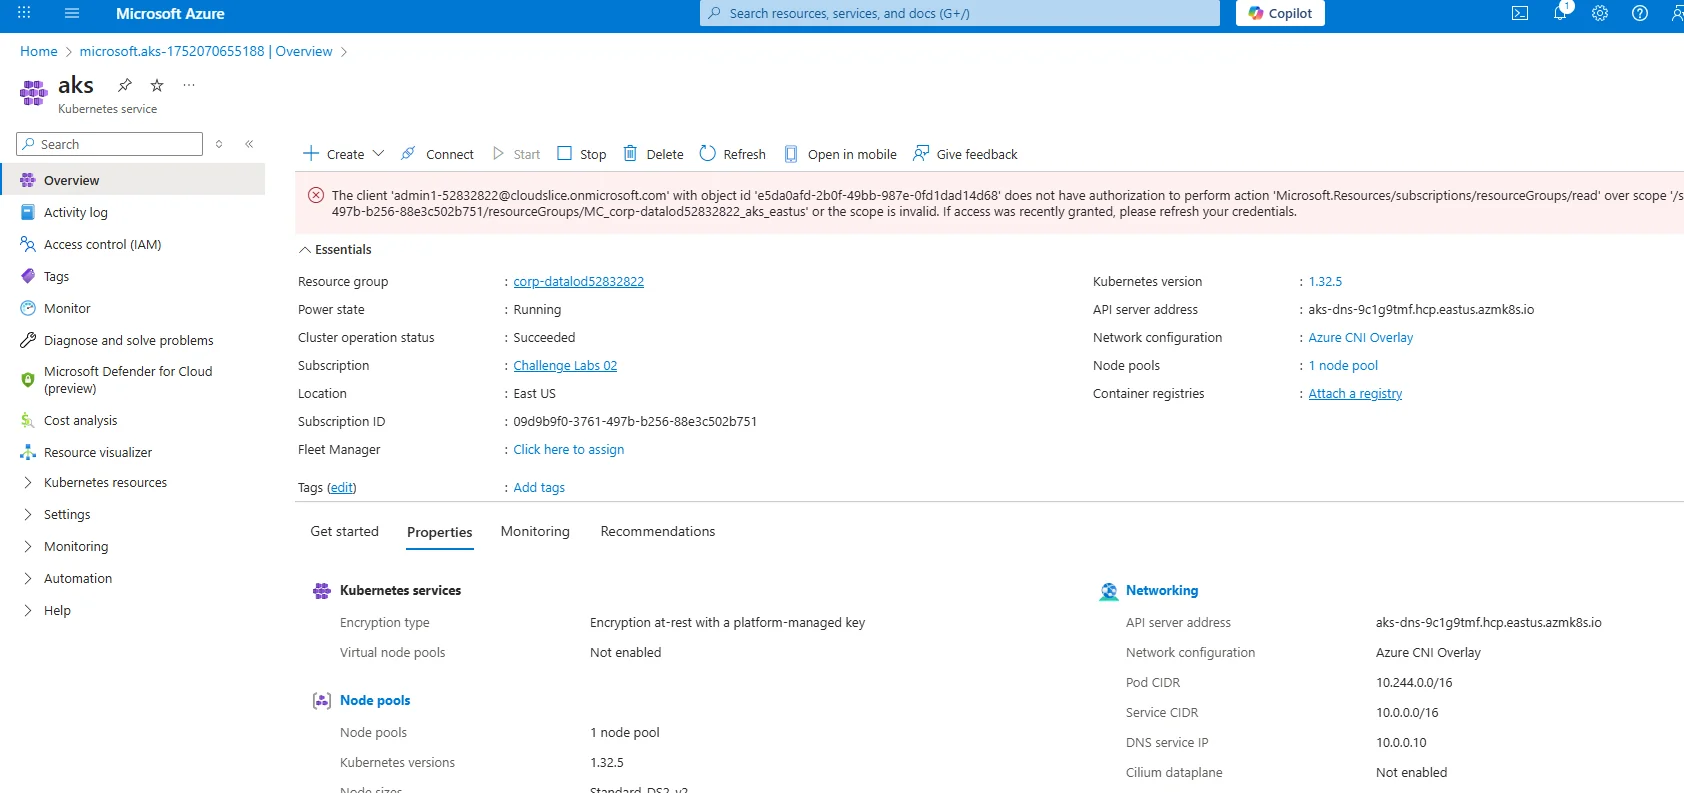 Microsoft Azure
Search resources, services, and docs (G+/)
Copilot
1
Home > microsoft.aks-1752070655188 | Overview >
aks
Kubernetes service
Search
Create
Connect
Start
Stop
Delete
Refresh
Open in mobile
Give feedback
Overview
Activity log
Access control (IAM)
Tags
Monitor
Diagnose and solve problems
Microsoft Defender for Cloud
(preview)
Cost analysis
Resource visualizer
Kubernetes resources
Settings
Monitoring
Automation
Help
The client 'admin1-52832822@cloudslice.onmicrosoft.com' with object id 'e5da0afd-2b0f-49bb-987e-0fd1dad14d68' does not have authorization to perform action 'Microsoft.Resources/subscriptions/resourceGroups/read' over scope '/s
497b-b256-88e3c502b751/resourceGroups/MC_corp-datalod52832822_aks_eastus' or the scope is invalid. If access was recently granted, please refresh your credentials.
Essentials
Resource group : corp-datalod52832822
Power state : Running
Cluster operation status : Succeeded
Subscription : Challenge Labs 02
Location : East US
Subscription ID : 09d9b9f0-3761-497b-b256-88e3c502b751
Fleet Manager : Click here to assign
Tags (edit) : Add tags
Kubernetes version : 1.32.5
API server address : aks-dns-9c1g9tmf.hcp.eastus.azmk8s.io
Network configuration : Azure CNI Overlay
Node pools : 1 node pool
Container registries : Attach a registry
Get started
Properties
Monitoring
Recommendations
Kubernetes services
Encryption type Encryption at-rest with a platform-managed key
Virtual node pools Not enabled
Node pools
Node pools 1 node pool
Kubernetes versions 1.32.5
Node sizes Standard_DS2_v2
Networking
API server address aks-dns-9c1g9tmf.hcp.eastus.azmk8s.io
Network configuration Azure CNI Overlay
Pod CIDR 10.244.0.0/16
Service CIDR 10.0.0.0/16
DNS service IP 10.0.0.10
Cilium dataplane Not enabled